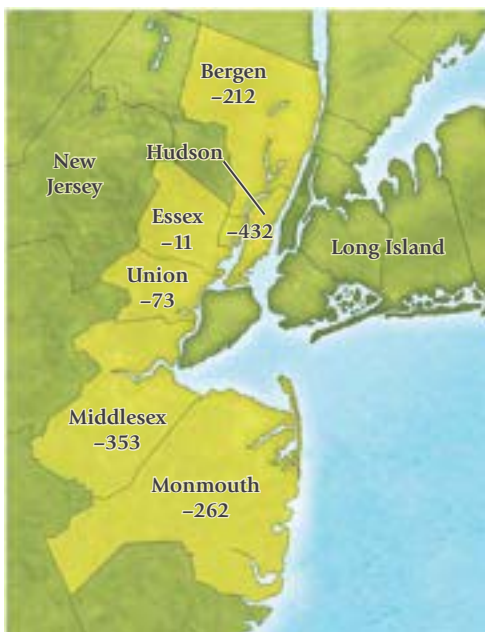 Bergen
–212
Hudson
New
Jersey
Essex
–11
–432
Long Island
Union
–73
Middlesex
–353
Monmouth
–262